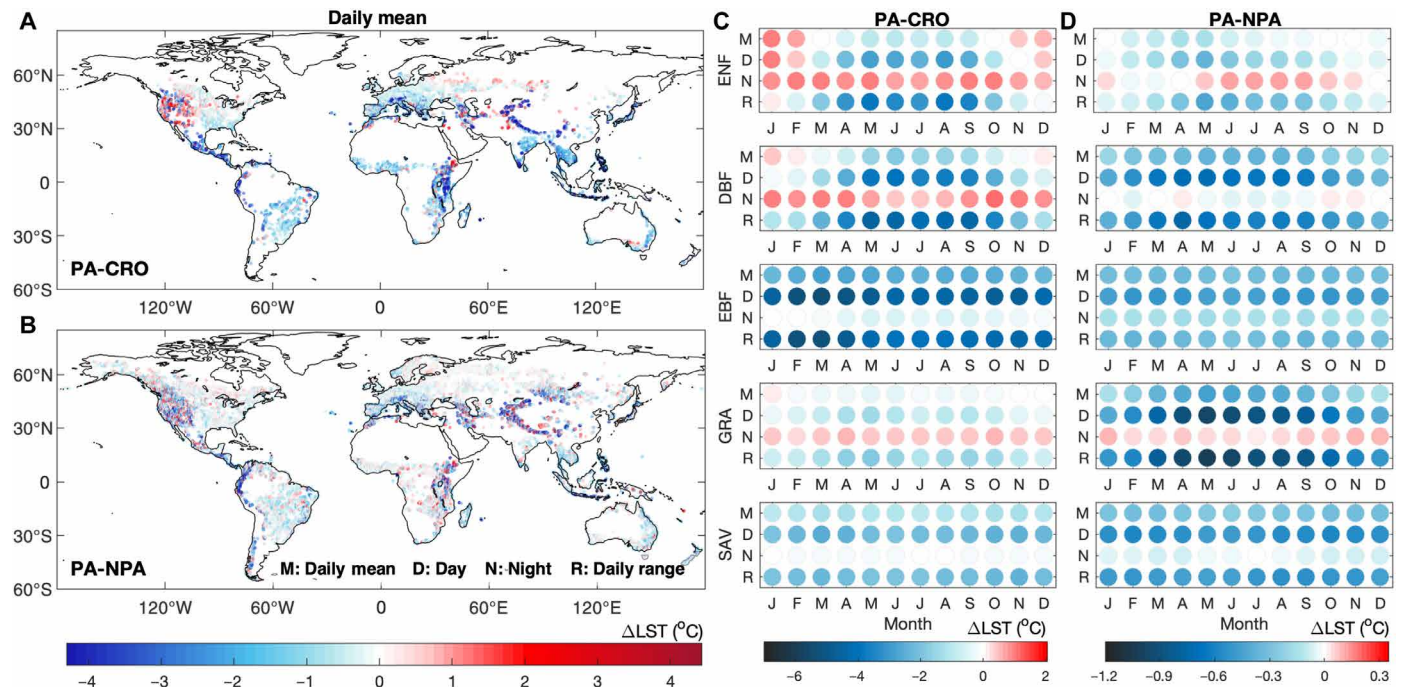 A
Daily mean
60°N
30°N
0
30°S
60°S
PA-CRO
120°W
60°W
0
60°E
120°E
B
60°N
30°N
0
30°S
60°S
PA-NPA
M: Daily mean D: Day N: Night R: Daily range
120°W
60°W
0
60°E
120°E
ΔLST (°C)
−4 −3 −2 −1 0 1 2 3 4
C
PA-CRO
ENF
M
D
N
R
J F M A M J J A S O N D
DBF
M
D
N
R
J F M A M J J A S O N D
EBF
M
D
N
R
J F M A M J J A S O N D
GRA
M
D
N
R
J F M A M J J A S O N D
SAV
M
D
N
R
J F M A M J J A S O N D
Month
ΔLST (°C)
−6 −4 −2 0 2
D
PA-NPA
M
D
N
R
J F M A M J J A S O N D
M
D
N
R
J F M A M J J A S O N D
M
D
N
R
J F M A M J J A S O N D
M
D
N
R
J F M A M J J A S O N D
M
D
N
R
J F M A M J J A S O N D
Month
ΔLST (°C)
−1.2 −0.9 −0.6 −0.3 0 0.3